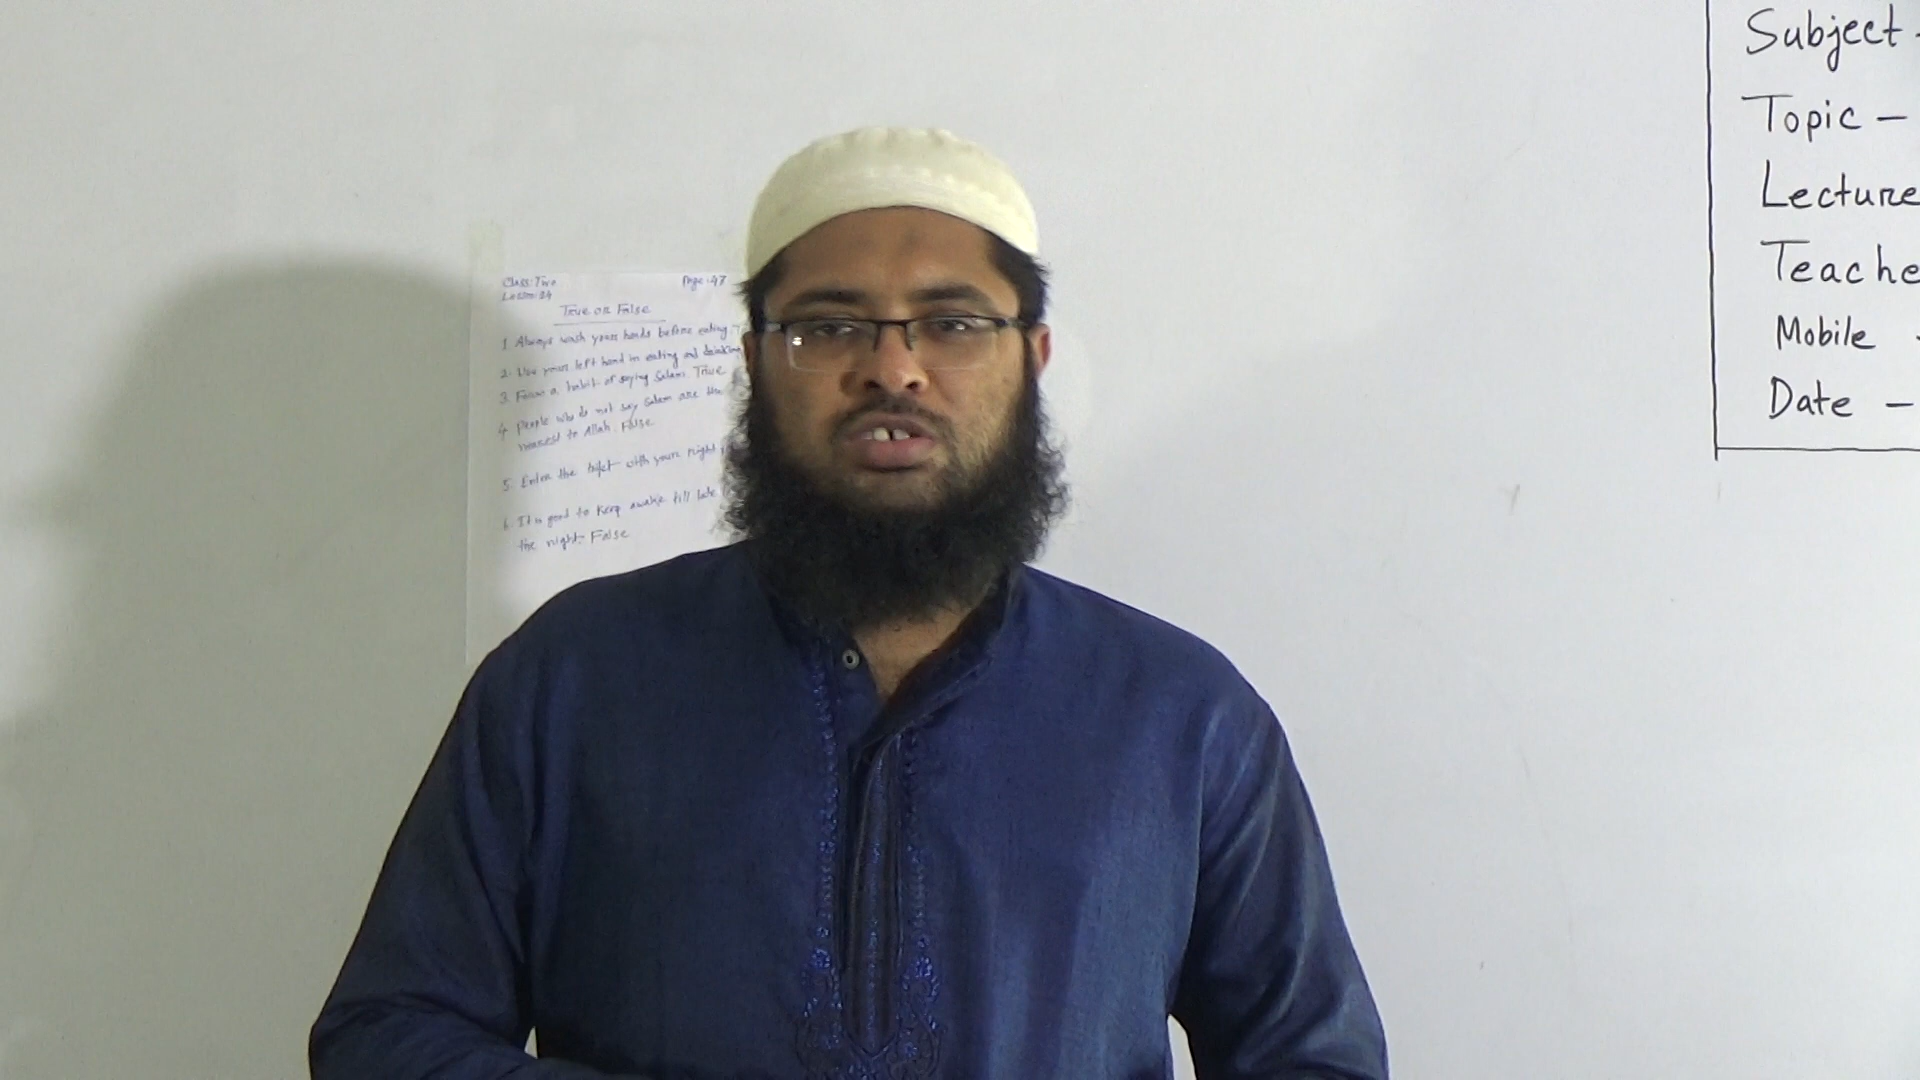 Class: Two Page: 47
Lesson: 14
True or False
1. Always wash your hands before eating. T
2. Use your left hand in eating and drinking
3. Form a habit of saying Salam. True
4. People who do not say Salam are the
nearest to Allah. False
5. Enter the toilet with your right
6. It is good to keep awake till late
the night. False
Subject -
Topic -
Lecture
Teache
Mobile -
Date -